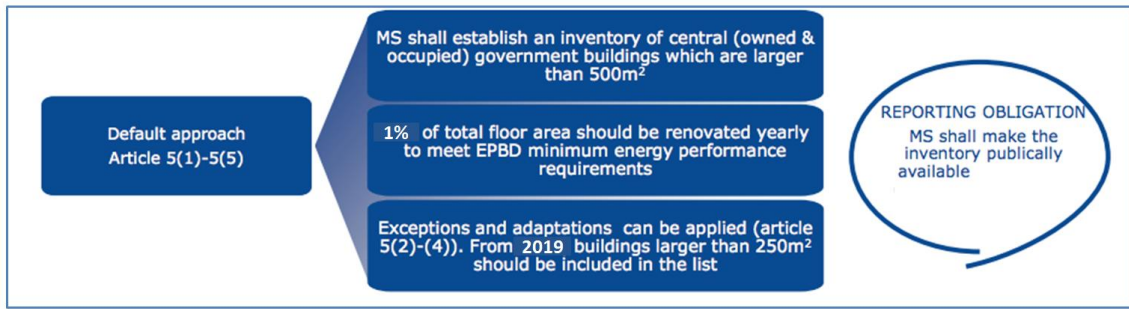 Default approach
Article 5(1)-5(5)
MS shall establish an inventory of central (owned &
occupied) government buildings which are larger
than 500m²
1% of total floor area should be renovated yearly
to meet EPBD minimum energy performance
requirements
Exceptions and adaptations can be applied (article
5(2)-(4)). From 2019 buildings larger than 250m²
should be included in the list
REPORTING OBLIGATION
MS shall make the
inventory publically
available